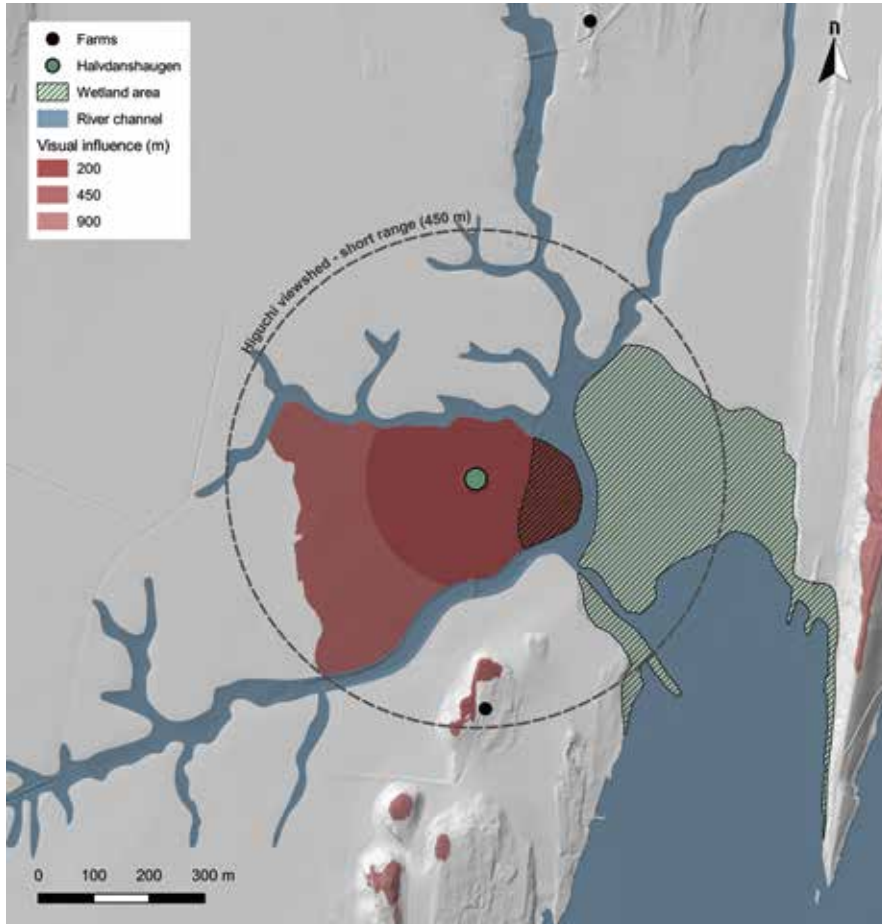 Farms
Halvdanshaugen
Wetland area
River channel
Visual influence (m)
200
450
900
n
Higuchi viewshed - short range (450 m)
0 100 200 300 m